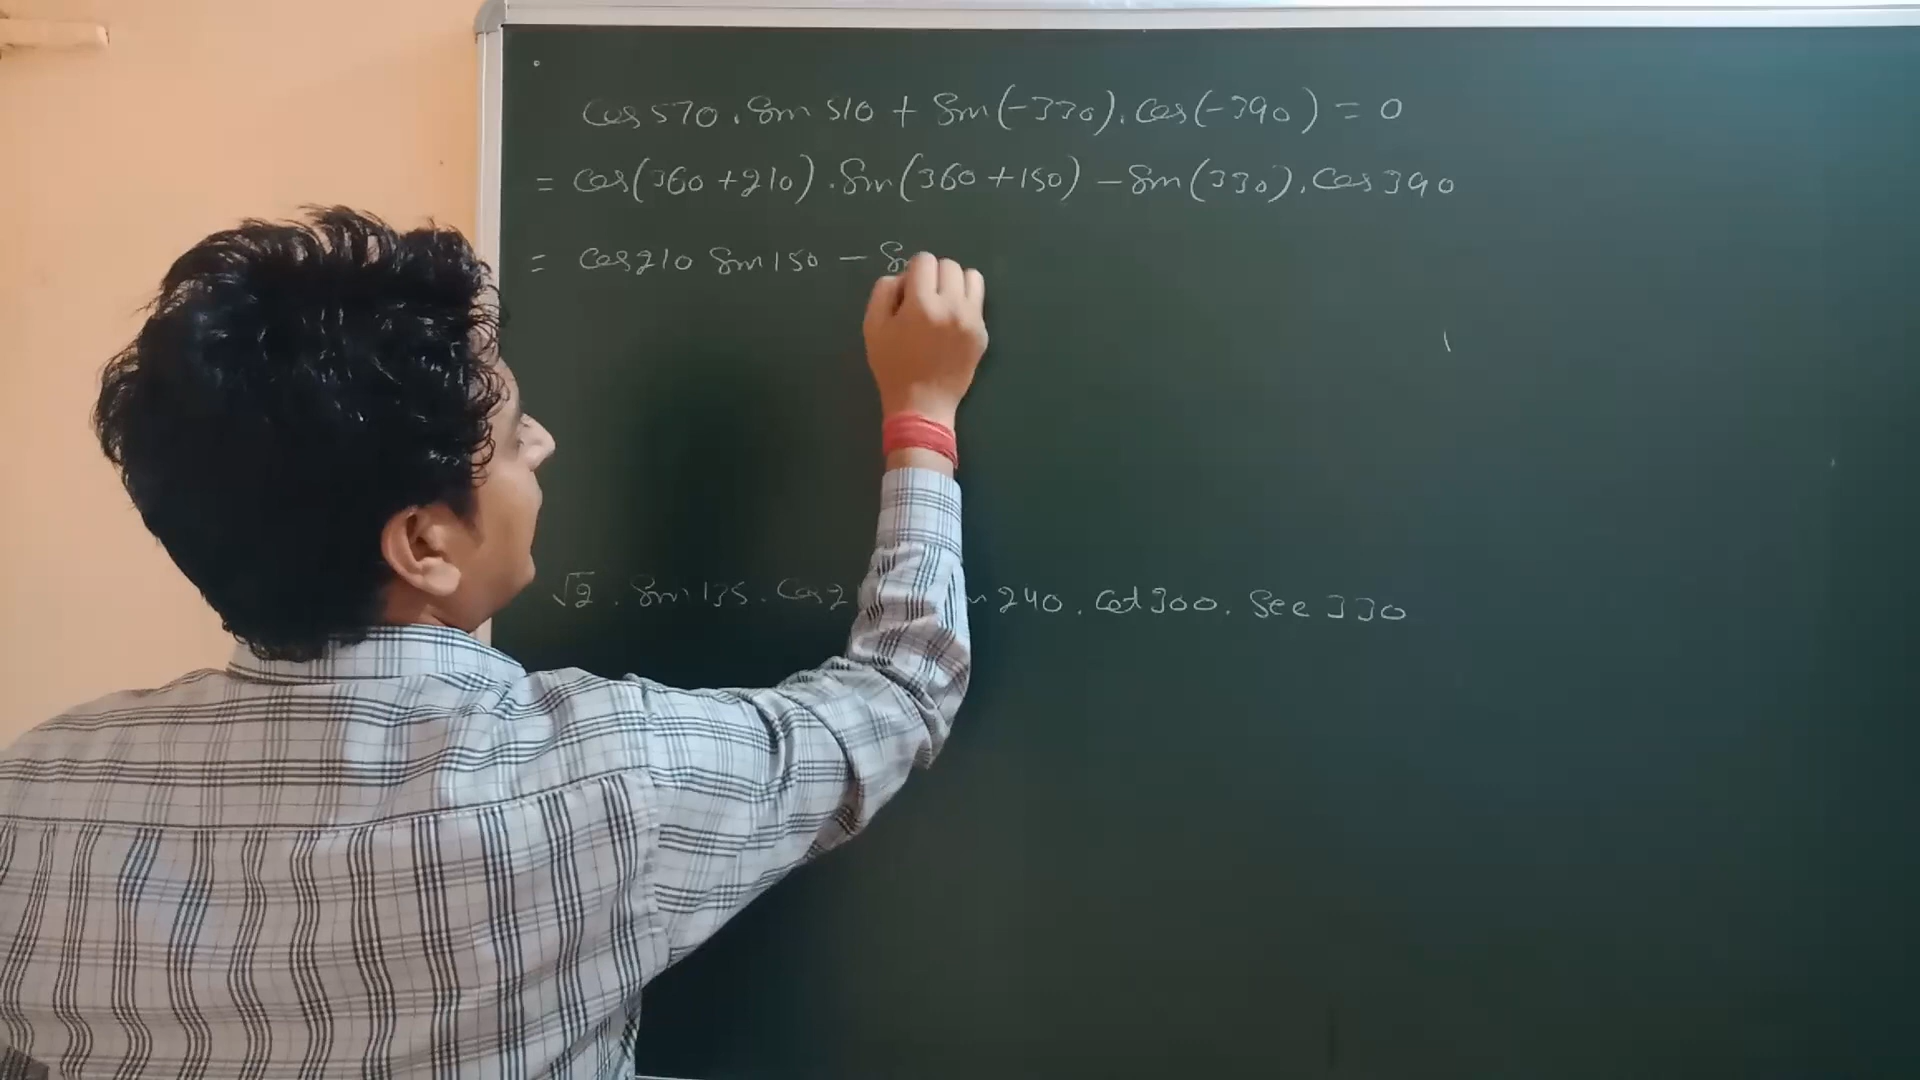 cos 570 . Sin 510 + Sin(-330). cos(-390) = 0
= cos(360+210) . Sin(360+150) - Sin(330). cos 390
= cos 210 Sin 150 -
√2 . Sin 135 . 240 . cot 300 . Sec 330